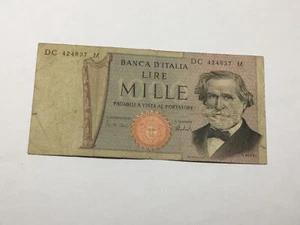 DC 424837 M
DC 424837 M
BANCA D'ITALIA
LIRE
MILLE
PAGABILI A VISTA AL PORTATORE